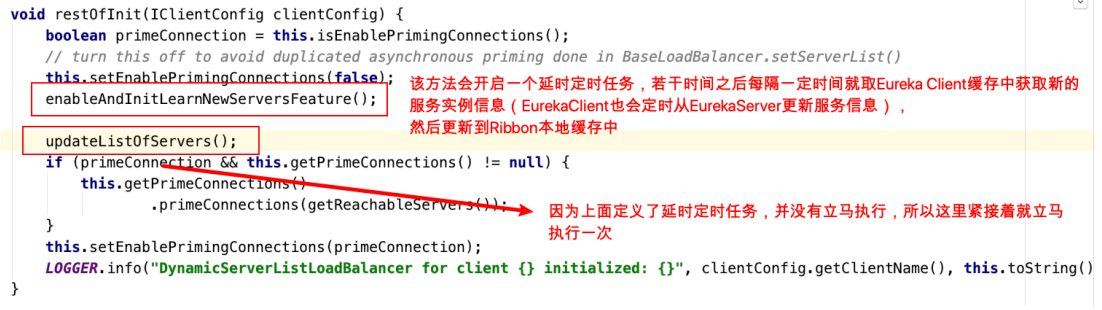 void restOfInit(IClientConfig clientConfig) {
    boolean primeConnection = this.isEnablePrimingConnections();
    // turn this off to avoid duplicated asynchronous priming done in BaseLoadBalancer.setServerList()
    this.setEnablePrimingConnections(false);
    enableAndInitLearnNewServersFeature();
该方法会开启一个延时定时任务，若干时间之后每隔一定时间就取Eureka Client缓存中获取新的
服务实例信息（EurekaClient也会定时从EurekaServer更新服务信息），
然后更新到Ribbon本地缓存中
    updateListOfServers();
    if (primeConnection && this.getPrimeConnections() != null) {
        this.getPrimeConnections()
                .primeConnections(getReachableServers());
因为上面定义了延时定时任务，并没有立马执行，所以这里紧接着就立马
执行一次
    }
    this.setEnablePrimingConnections(primeConnection);
    LOGGER.info("DynamicServerListLoadBalancer for client {} initialized: {}", clientConfig.getClientName(), this.toString()
}